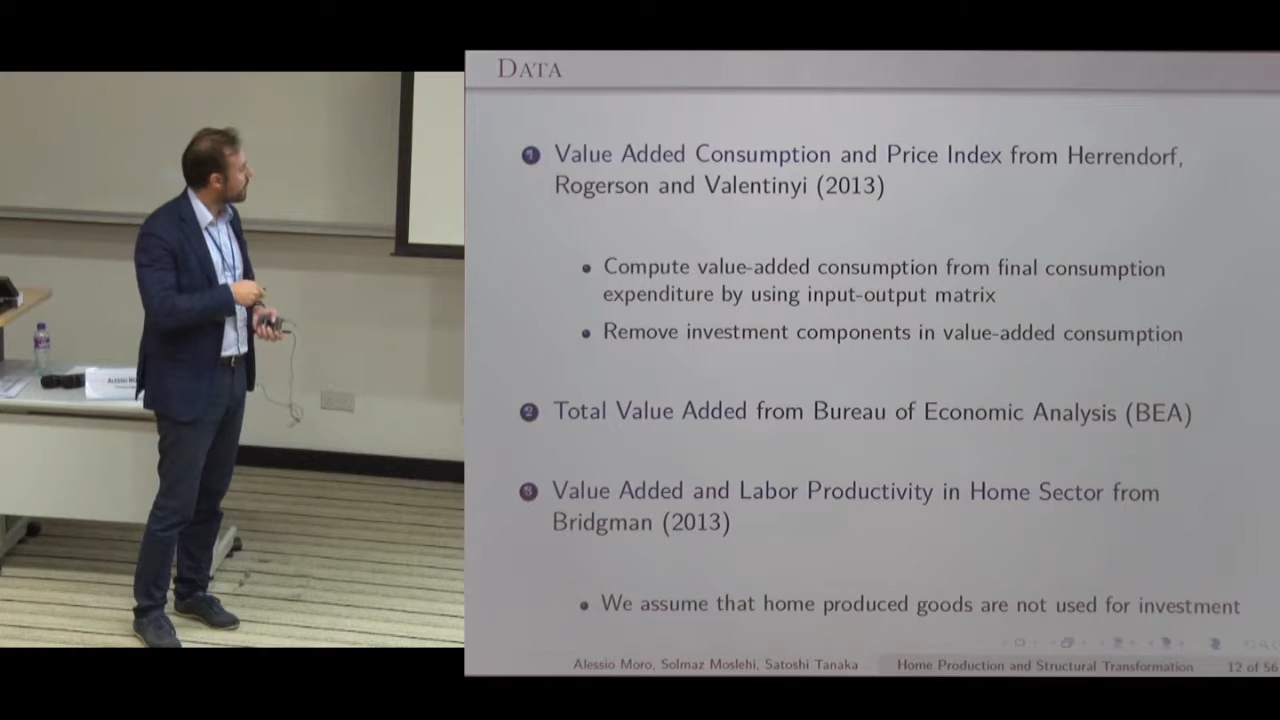 DATA
1 Value Added Consumption and Price Index from Herrendorf,
Rogerson and Valentinyi (2013)
• Compute value-added consumption from final consumption
expenditure by using input-output matrix
• Remove investment components in value-added consumption
2 Total Value Added from Bureau of Economic Analysis (BEA)
3 Value Added and Labor Productivity in Home Sector from
Bridgman (2013)
• We assume that home produced goods are not used for investment
Alessio Moro, Solmaz Moslehi, Satoshi Tanaka
Home Production and Structural Transformation
12 of 56
ALESSIO